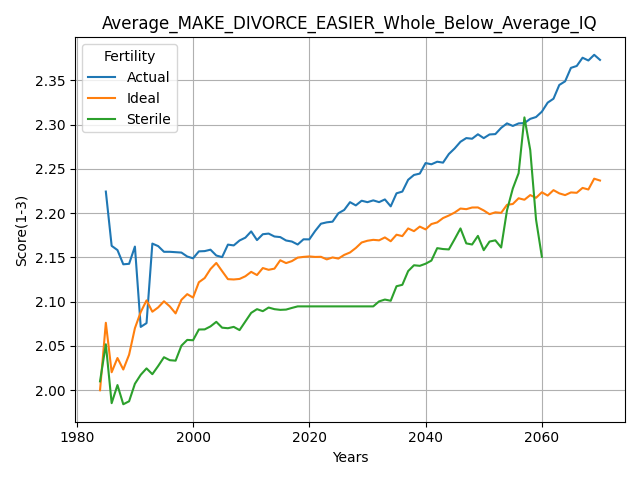 Average_MAKE_DIVORCE_EASIER_Whole_Below_Average_IQ
Fertility
Actual
Ideal
Sterile
Score(1-3)
2.35
2.30
2.25
2.20
2.15
2.10
2.05
2.00
1980
2000
2020
2040
2060
Years